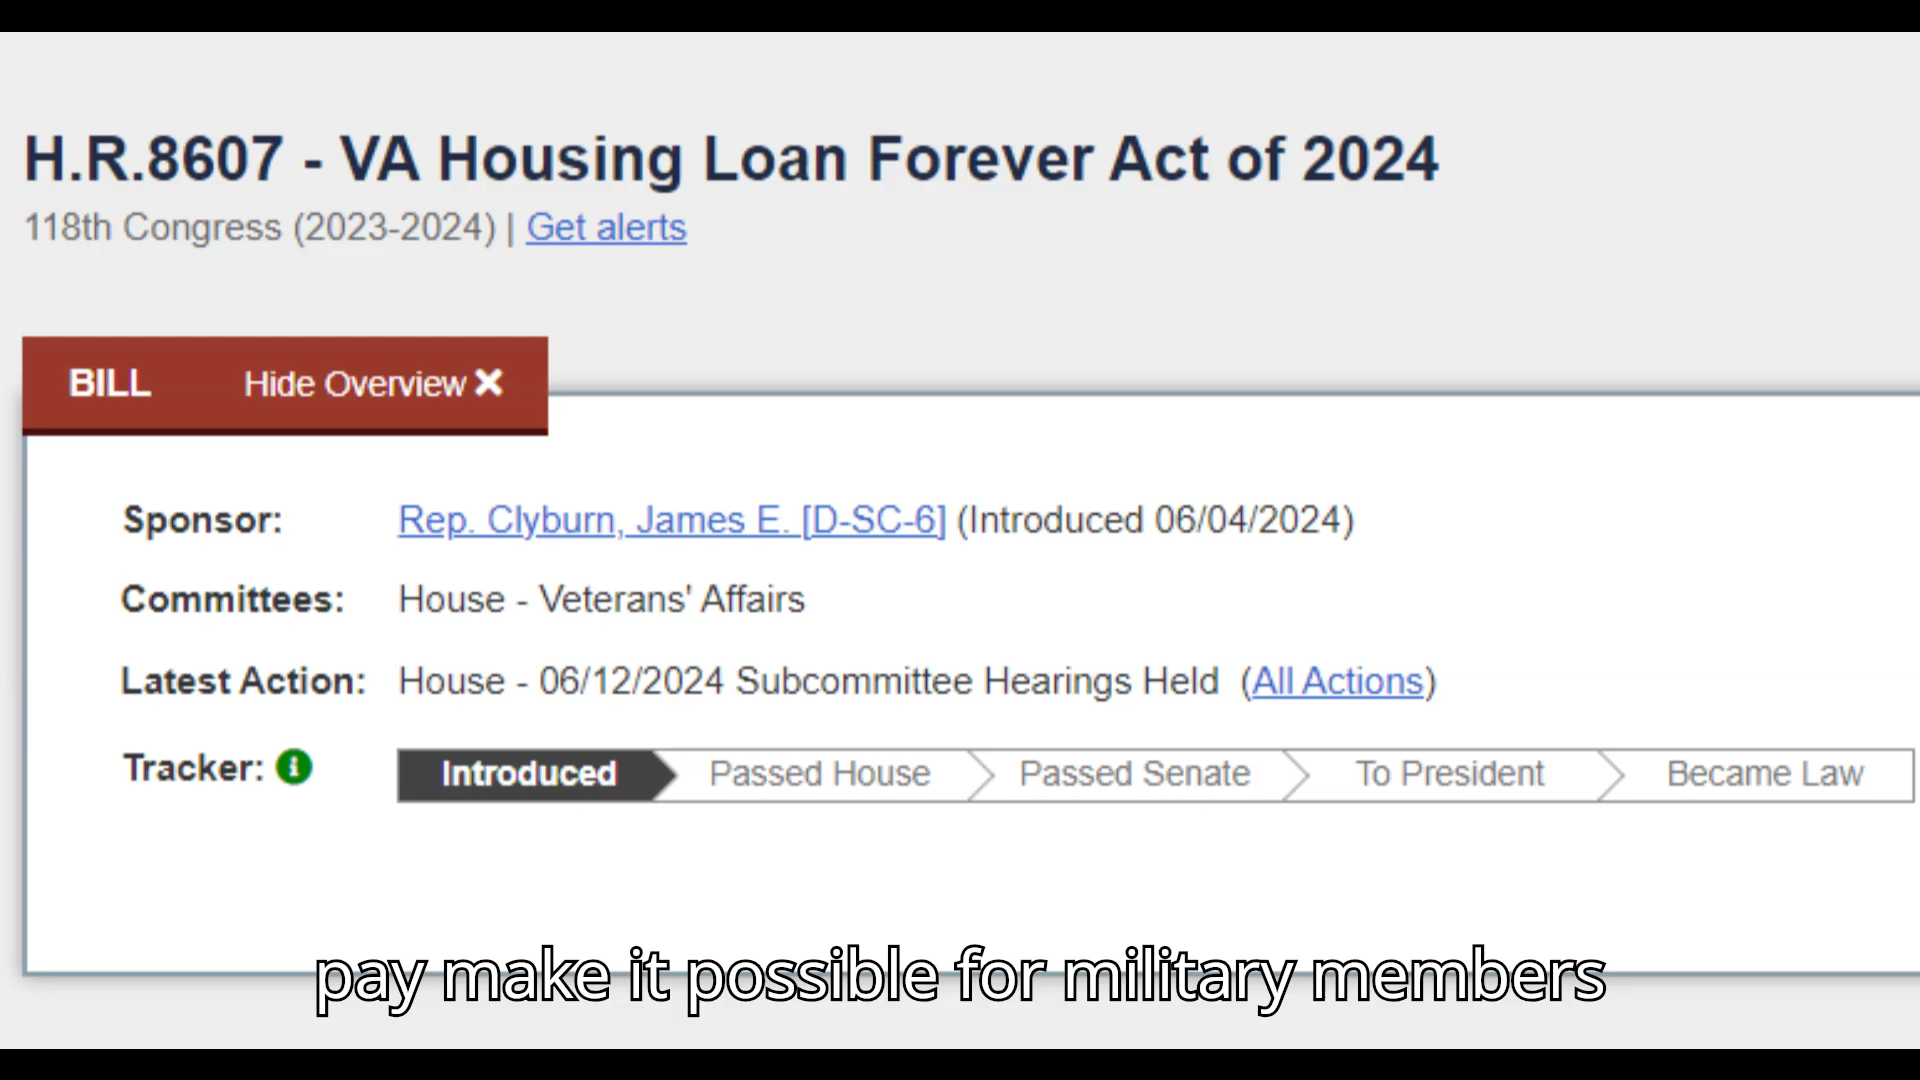 H.R.8607 - VA Housing Loan Forever Act of 2024
118th Congress (2023-2024) | Get alerts
BILL Hide Overview ✕
Sponsor: Rep. Clyburn, James E. [D-SC-6] (Introduced 06/04/2024)
Committees: House - Veterans' Affairs
Latest Action: House - 06/12/2024 Subcommittee Hearings Held (All Actions)
Tracker: i Introduced Passed House Passed Senate To President Became Law
pay make it possible for military members